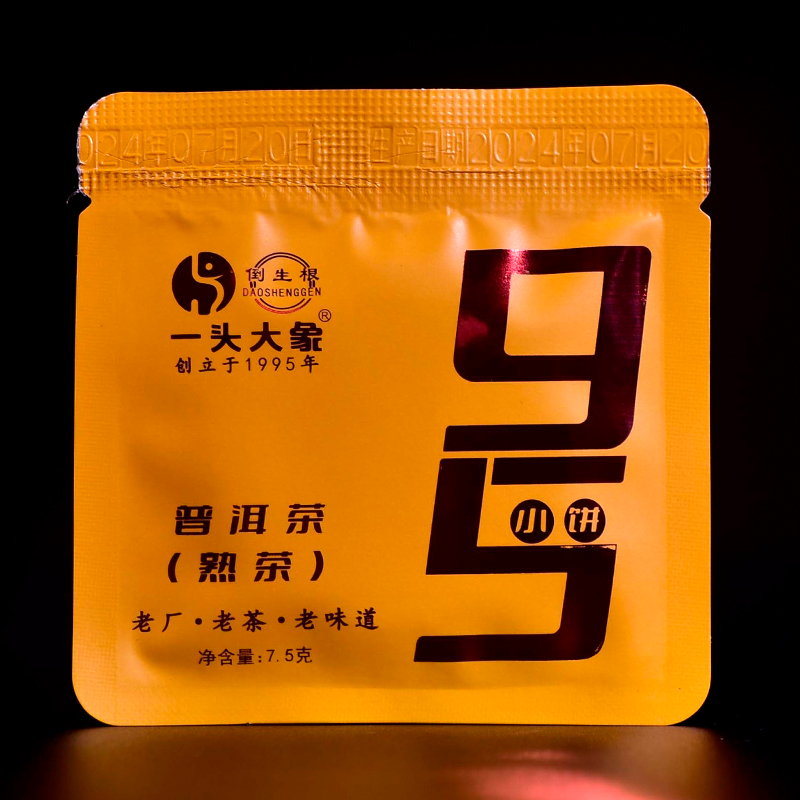 024年07月20日 生产日期2024年07月20
倒生根
DAOSHENGGEN
一头大象®
创立于1995年
95
小饼
普洱茶
(熟茶)
老厂·老茶·老味道
净含量:7.5克